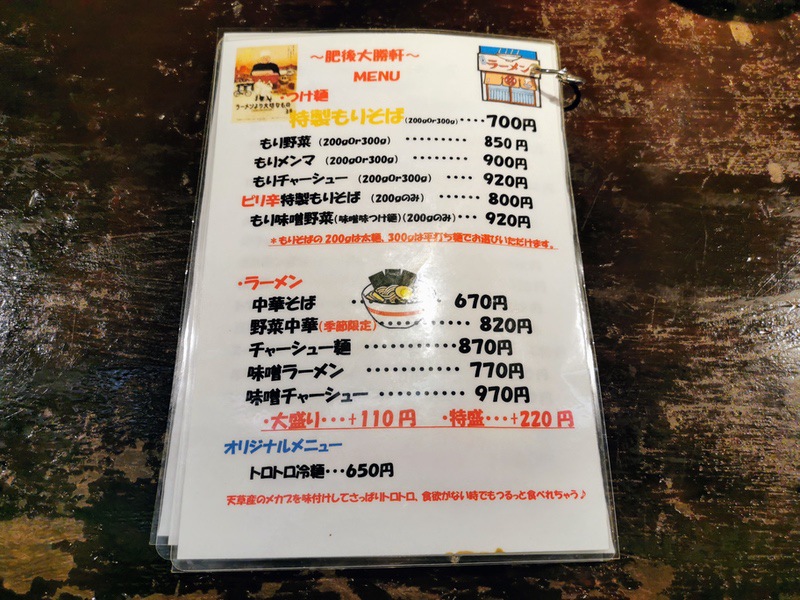 ～肥後大勝軒～
MENU
ラーメン
ラーメンより大切なもの
・つけ麺
特製もりそば(200gOr300g)・・・・700円
もり野菜 (200gOr300g) ・・・・・・・・・ 850円
もりメンマ (200gOr300g) ・・・・・・・・ 900円
もりチャーシュー (200gOr300g) ・・・・ 920円
ピリ辛特製もりそば (200gのみ) ・・・・・・ 800円
もり味噌野菜(味噌味つけ麺)(200gのみ)・・・ 920円
＊もりそばの200gは太麺、300gは平打ち麺でお選びいただけます。
・ラーメン
中華そば ・・・・・・・・・・ 670円
野菜中華(季節限定)・・・・・・・・・・ 820円
チャーシュー麺 ・・・・・・・・・・870円
味噌ラーメン ・・・・・・・・・・ 770円
味噌チャーシュー ・・・・・・・・・・ 970円
・大盛り・・・+110円 ・特盛・・・+220円
オリジナルメニュー
トロトロ冷麺・・・650円
天草産のメカブを味付けしてさっぱりトロトロ、食欲がない時でもつるっと食べれちゃう♪